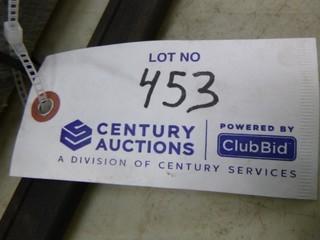 LOT NO
453
CENTURY AUCTIONS
POWERED BY
ClubBid
A DIVISION OF CENTURY SERVICES